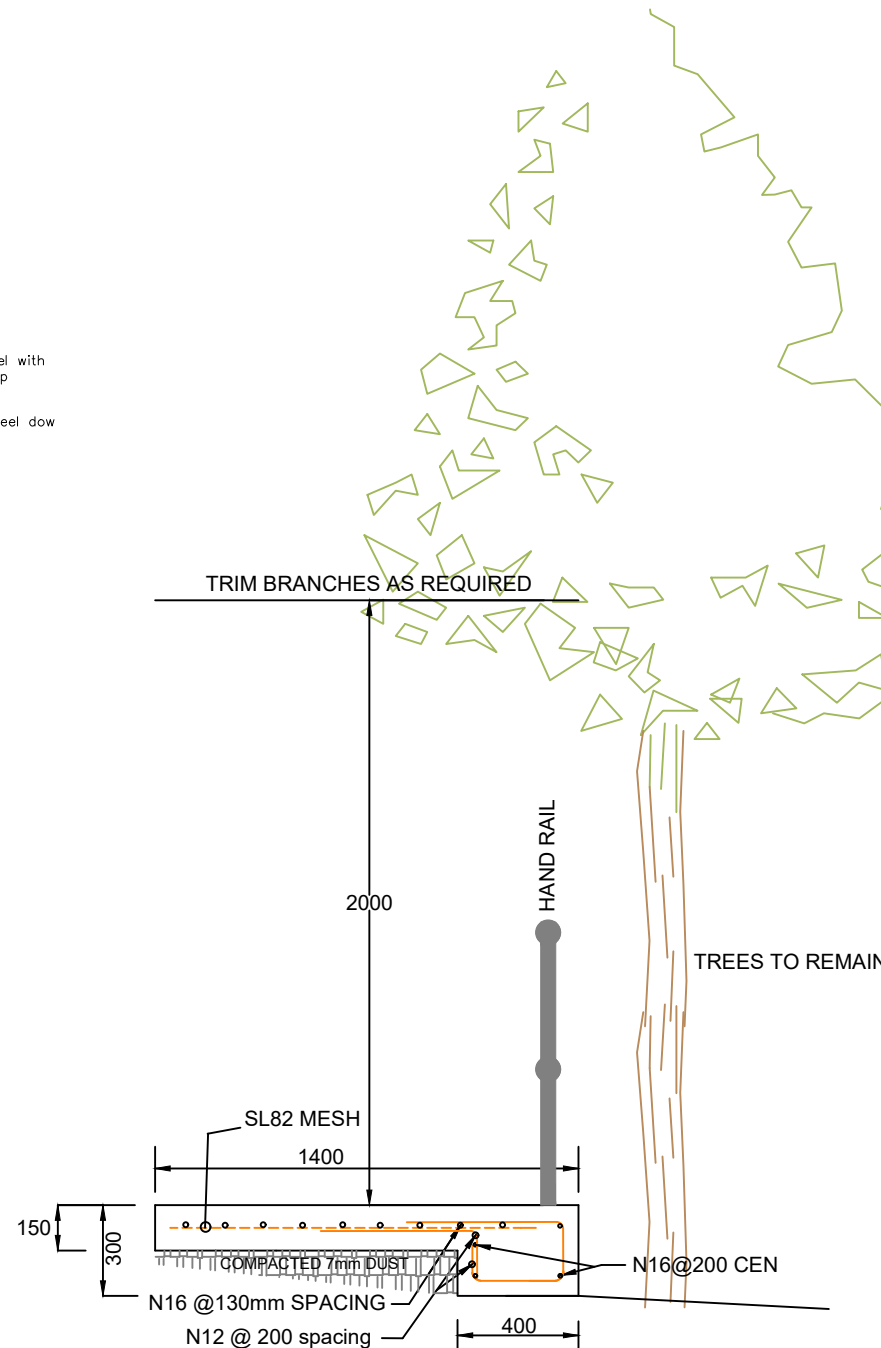 el with
p
eel dow
TRIM BRANCHES AS REQUIRED
2000
HAND RAIL
TREES TO REMAIN
SL82 MESH
1400
150
300
COMPACTED 7mm DUST
N16@200 CEN
N16 @130mm SPACING
N12 @ 200 spacing
400